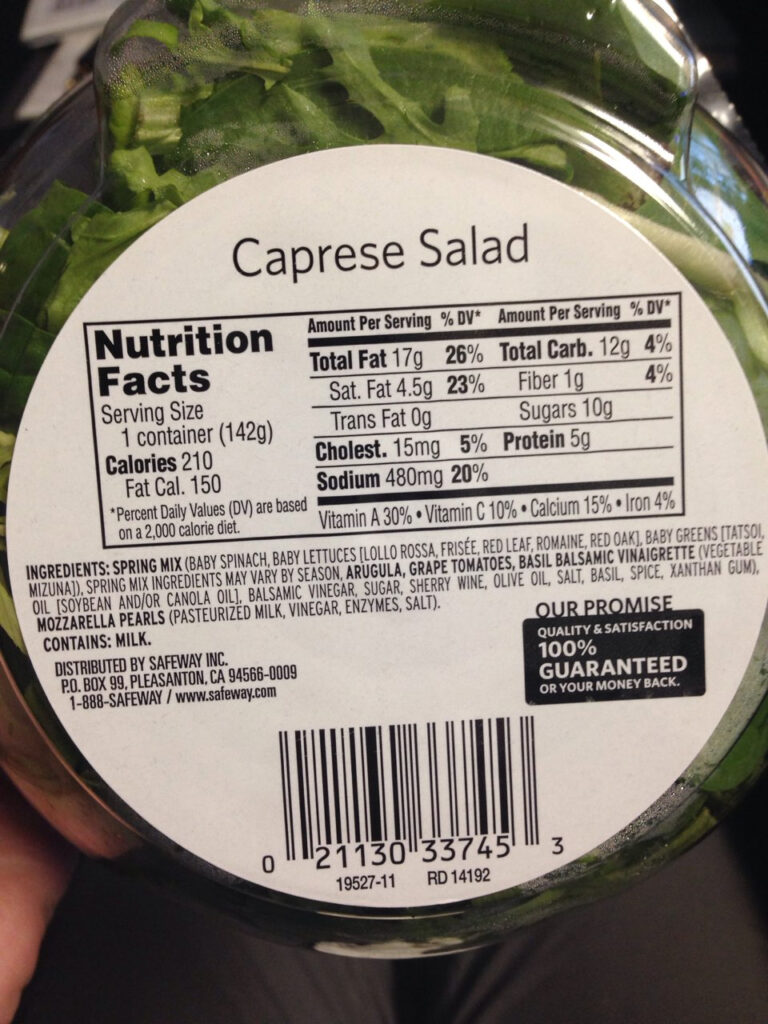 Caprese Salad
Nutrition
Facts
Serving Size
1 container (142g)
Calories 210
Fat Cal. 150
*Percent Daily Values (DV) are based
on a 2,000 calorie diet.
Amount Per Serving % DV* Amount Per Serving % DV*
Total Fat 17g 26% Total Carb. 12g 4%
Sat. Fat 4.5g 23% Fiber 1g 4%
Trans Fat 0g Sugars 10g
Cholest. 15mg 5% Protein 5g
Sodium 480mg 20%
Vitamin A 30% • Vitamin C 10% • Calcium 15% • Iron 4%
INGREDIENTS: SPRING MIX (BABY SPINACH, BABY LETTUCES [LOLLO ROSSA, FRISÉE, RED LEAF, ROMAINE, RED OAK], BABY GREENS [TATSOI,
MIZUNA]), SPRING MIX INGREDIENTS MAY VARY BY SEASON, ARUGULA, GRAPE TOMATOES, BASIL BALSAMIC VINAIGRETTE (VEGETABLE
OIL [SOYBEAN AND/OR CANOLA OIL], BALSAMIC VINEGAR, SUGAR, SHERRY WINE, OLIVE OIL, SALT, BASIL, SPICE, XANTHAN GUM),
MOZZARELLA PEARLS (PASTEURIZED MILK, VINEGAR, ENZYMES, SALT).
CONTAINS: MILK.
DISTRIBUTED BY SAFEWAY INC.
P.O. BOX 99, PLEASANTON, CA 94566-0009
1-888-SAFEWAY / www.safeway.com
OUR PROMISE
QUALITY & SATISFACTION
100%
GUARANTEED
OR YOUR MONEY BACK.
0 21130 33745 3
19527-11 RD 14192